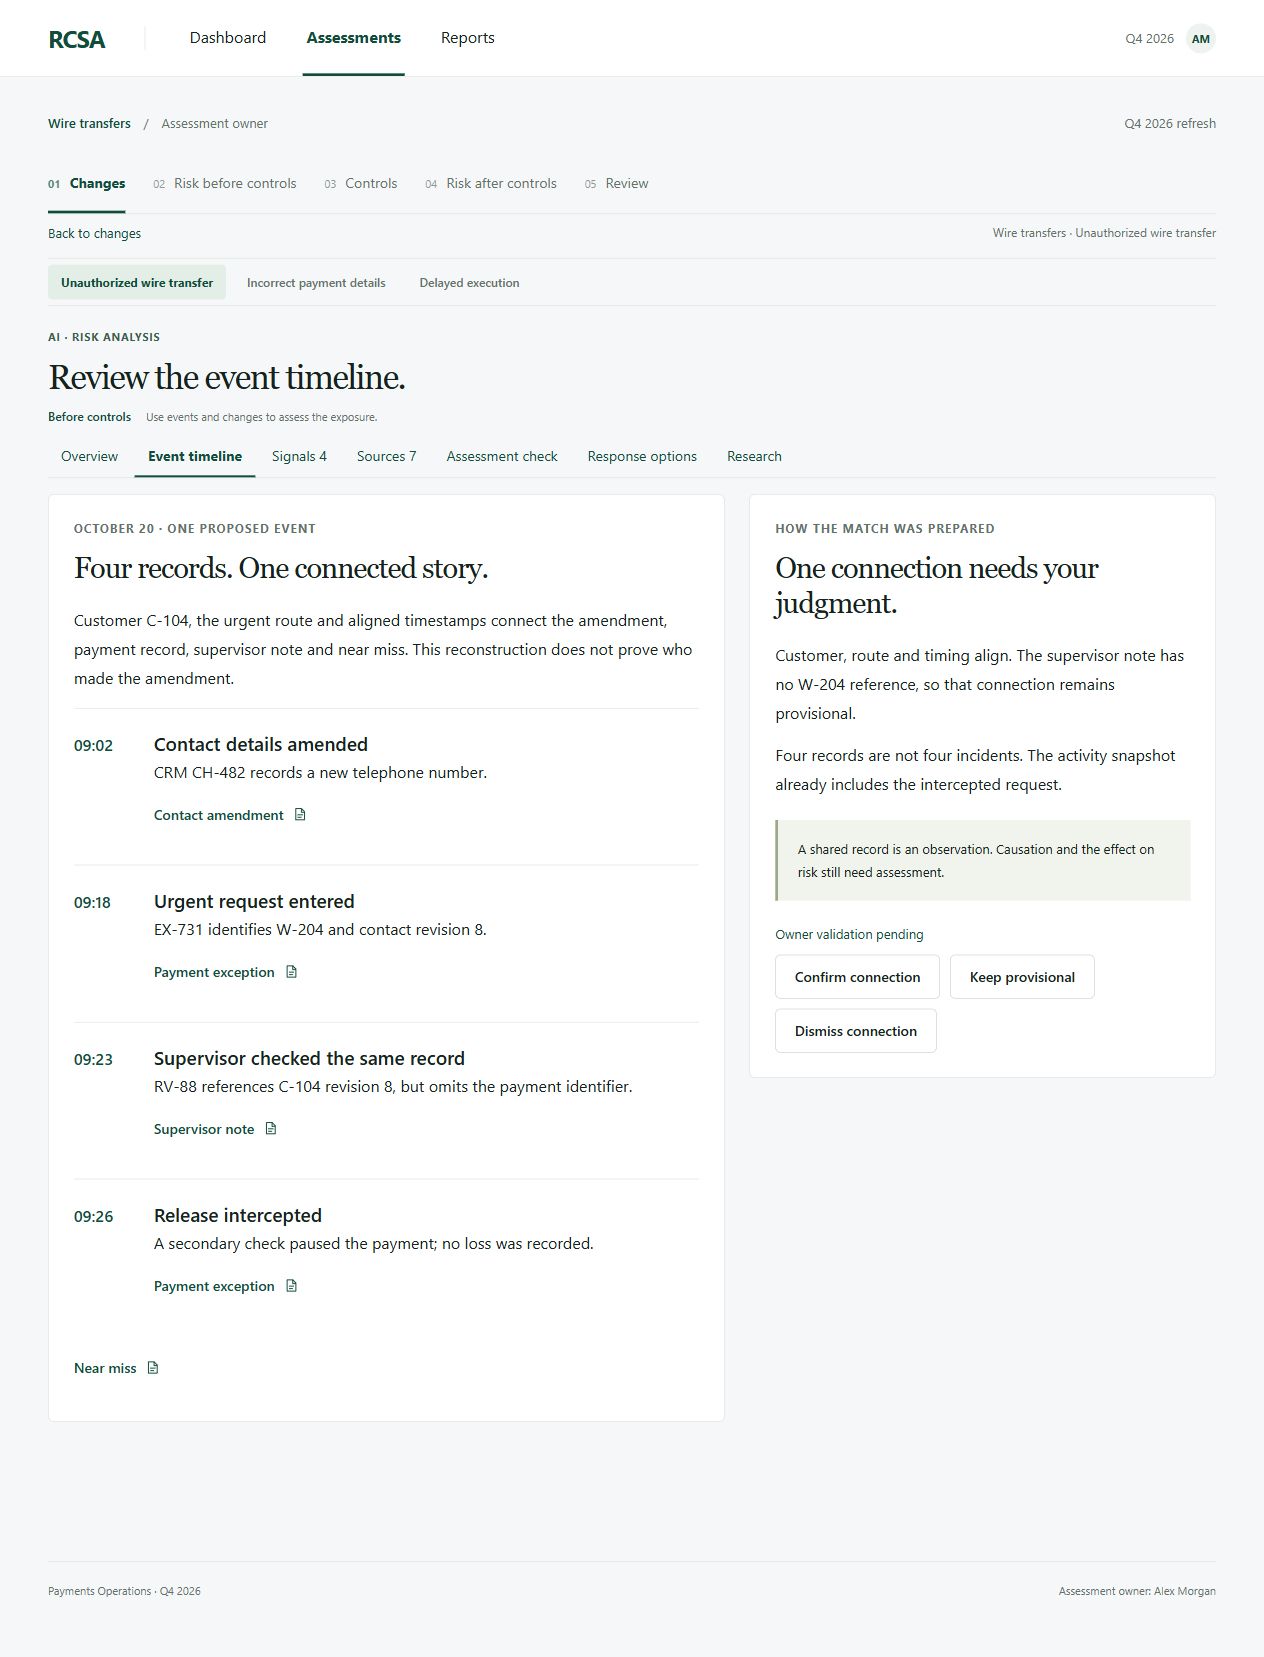 RCSA
Dashboard
Assessments
Reports
Q4 2026
AM
Wire transfers / Assessment owner
Q4 2026 refresh
01 Changes
02 Risk before controls
03 Controls
04 Risk after controls
05 Review
Back to changes
Wire transfers · Unauthorized wire transfer
Unauthorized wire transfer
Incorrect payment details
Delayed execution
AI · RISK ANALYSIS
Review the event timeline.
Before controls Use events and changes to assess the exposure.
Overview
Event timeline
Signals 4
Sources 7
Assessment check
Response options
Research
OCTOBER 20 · ONE PROPOSED EVENT
Four records. One connected story.
Customer C-104, the urgent route and aligned timestamps connect the amendment,
payment record, supervisor note and near miss. This reconstruction does not prove who
made the amendment.
09:02 Contact details amended
CRM CH-482 records a new telephone number.
Contact amendment
09:18 Urgent request entered
EX-731 identifies W-204 and contact revision 8.
Payment exception
09:23 Supervisor checked the same record
RV-88 references C-104 revision 8, but omits the payment identifier.
Supervisor note
09:26 Release intercepted
A secondary check paused the payment; no loss was recorded.
Payment exception
Near miss
HOW THE MATCH WAS PREPARED
One connection needs your
judgment.
Customer, route and timing align. The supervisor note has
no W-204 reference, so that connection remains
provisional.
Four records are not four incidents. The activity snapshot
already includes the intercepted request.
A shared record is an observation. Causation and the effect on
risk still need assessment.
Owner validation pending
Confirm connection
Keep provisional
Dismiss connection
Payments Operations · Q4 2026
Assessment owner: Alex Morgan